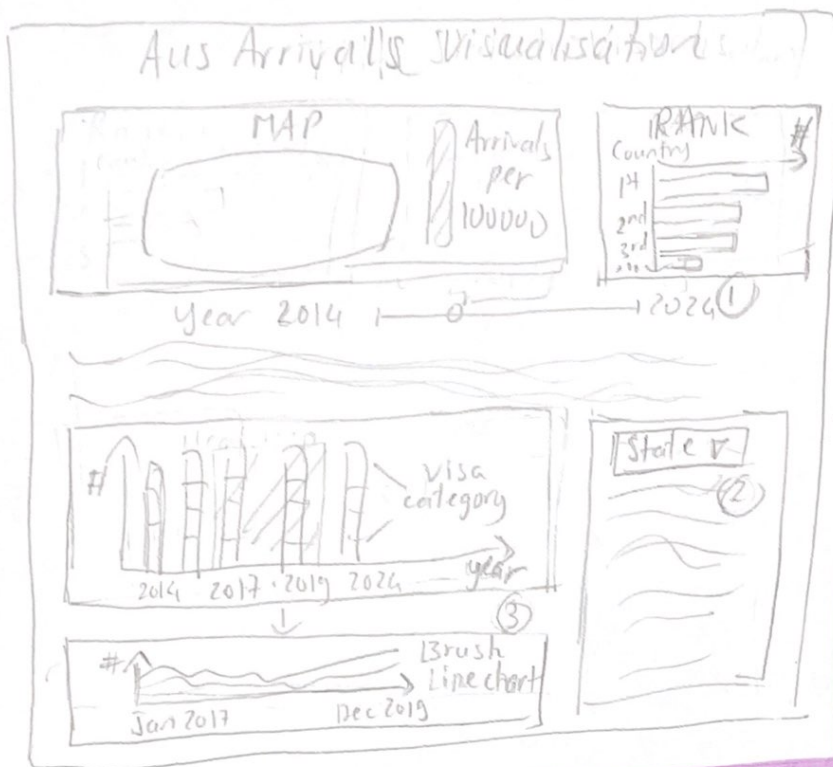 Aus Arrivals Visualisation
MAP
Arrivals
per
100000
RANK
#
Country
1st
2nd
3rd
year 2014
2024 ①
#
visa
category
year
2014 2017 2019 2024
State ▽
②
③
#
Brush
Line chart
Jan 2017 Dec 2019